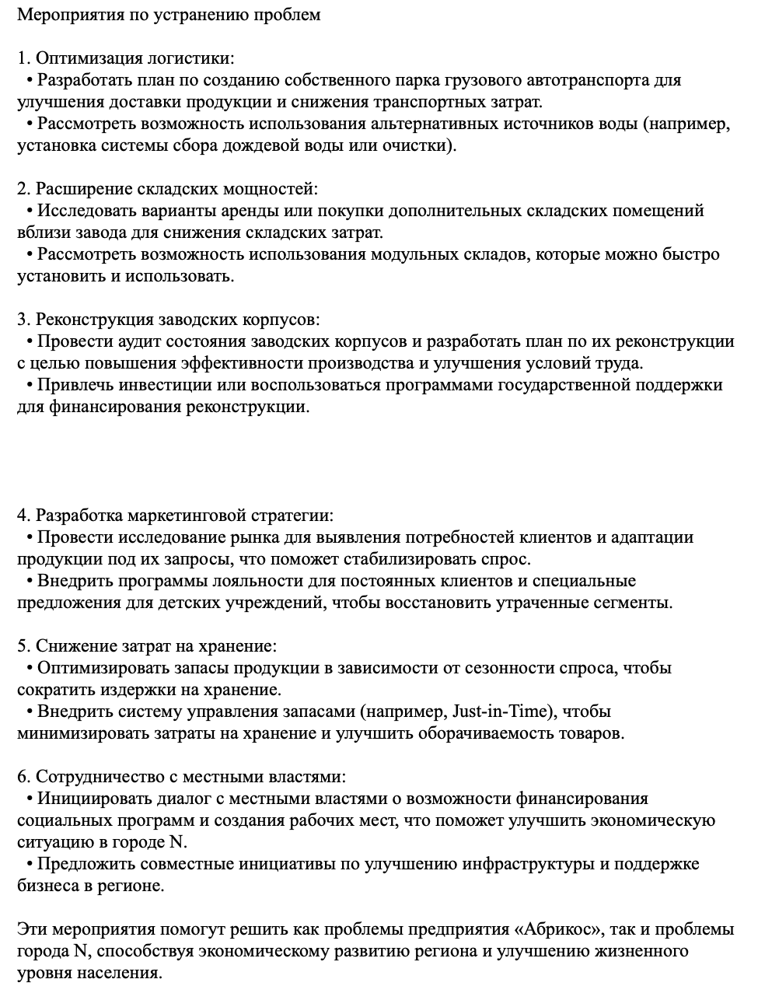 Мероприятия по устранению проблем
1. Оптимизация логистики:
• Разработать план по созданию собственного парка грузового автотранспорта для
улучшения доставки продукции и снижения транспортных затрат.
• Рассмотреть возможность использования альтернативных источников воды (например,
установка системы сбора дождевой воды или очистки).
2. Расширение складских мощностей:
• Исследовать варианты аренды или покупки дополнительных складских помещений
вблизи завода для снижения складских затрат.
• Рассмотреть возможность использования модульных складов, которые можно быстро
установить и использовать.
3. Реконструкция заводских корпусов:
• Провести аудит состояния заводских корпусов и разработать план по их реконструкции
с целью повышения эффективности производства и улучшения условий труда.
• Привлечь инвестиции или воспользоваться программами государственной поддержки
для финансирования реконструкции.
4. Разработка маркетинговой стратегии:
• Провести исследование рынка для выявления потребностей клиентов и адаптации
продукции под их запросы, что поможет стабилизировать спрос.
• Внедрить программы лояльности для постоянных клиентов и специальные
предложения для детских учреждений, чтобы восстановить утраченные сегменты.
5. Снижение затрат на хранение:
• Оптимизировать запасы продукции в зависимости от сезонности спроса, чтобы
сократить издержки на хранение.
• Внедрить систему управления запасами (например, Just-in-Time), чтобы
минимизировать затраты на хранение и улучшить оборачиваемость товаров.
6. Сотрудничество с местными властями:
• Инициировать диалог с местными властями о возможности финансирования
социальных программ и создания рабочих мест, что поможет улучшить экономическую
ситуацию в городе N.
• Предложить совместные инициативы по улучшению инфраструктуры и поддержке
бизнеса в регионе.
Эти мероприятия помогут решить как проблемы предприятия «Абрикос», так и проблемы
города N, способствуя экономическому развитию региона и улучшению жизненного
уровня населения.